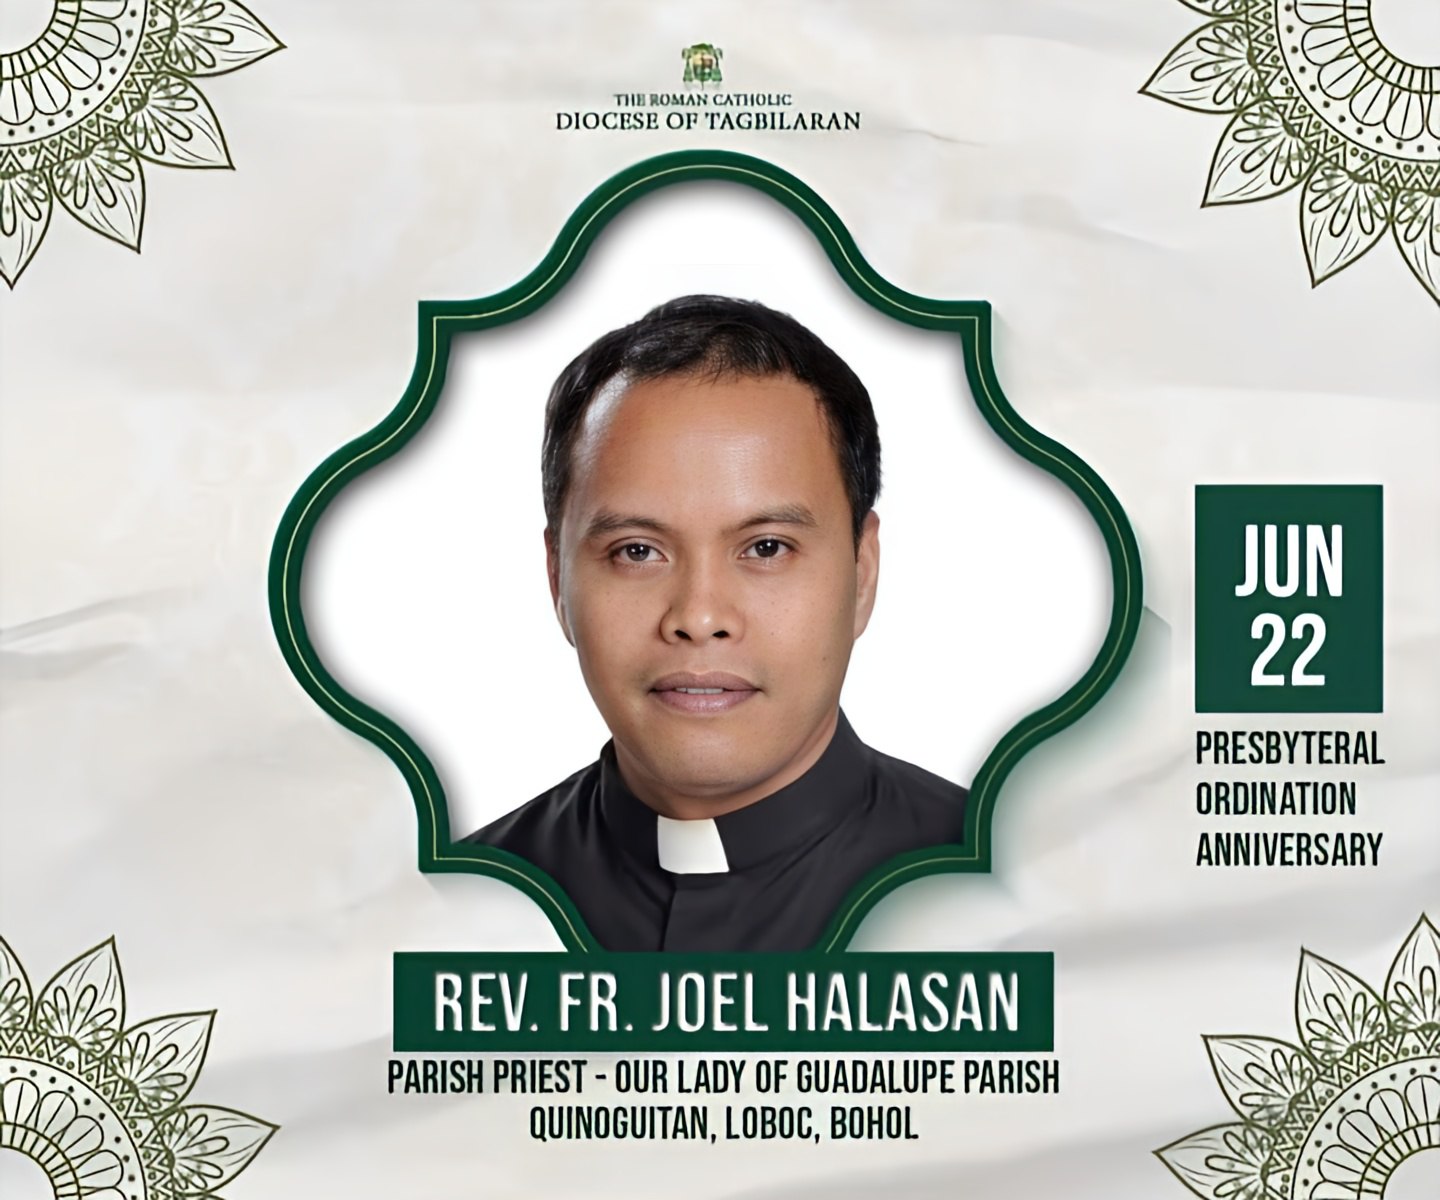 THE ROMAN CATHOLIC
DIOCESE OF TAGBILARAN
JUN
22
PRESBYTERAL
ORDINATION
ANNIVERSARY
REV. FR. JOEL HALASAN
PARISH PRIEST - OUR LADY OF GUADALUPE PARISH
QUINOGUITAN, LOBOC, BOHOL